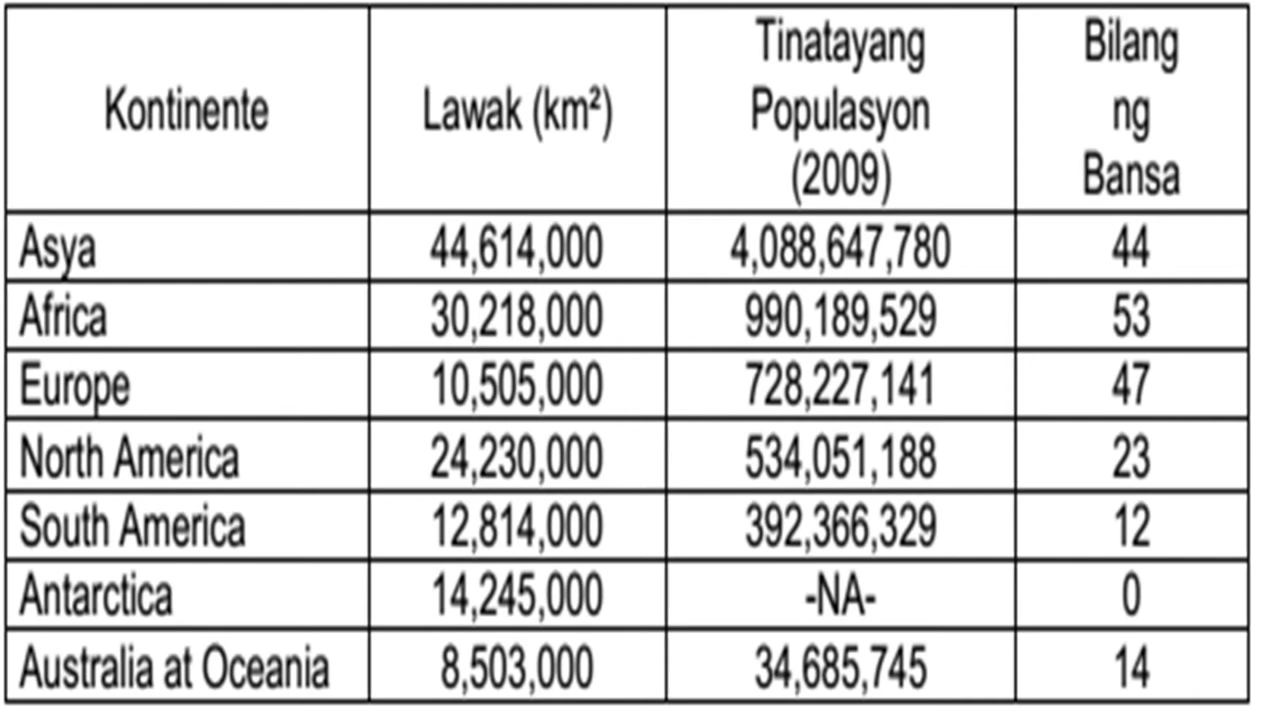 Kontinente Lawak (km²) Tinatayang Populasyon (2009) Bilang ng Bansa
Asya 44,614,000 4,088,647,780 44
Africa 30,218,000 990,189,529 53
Europe 10,505,000 728,227,141 47
North America 24,230,000 534,051,188 23
South America 12,814,000 392,366,329 12
Antarctica 14,245,000 -NA- 0
Australia at Oceania 8,503,000 34,685,745 14